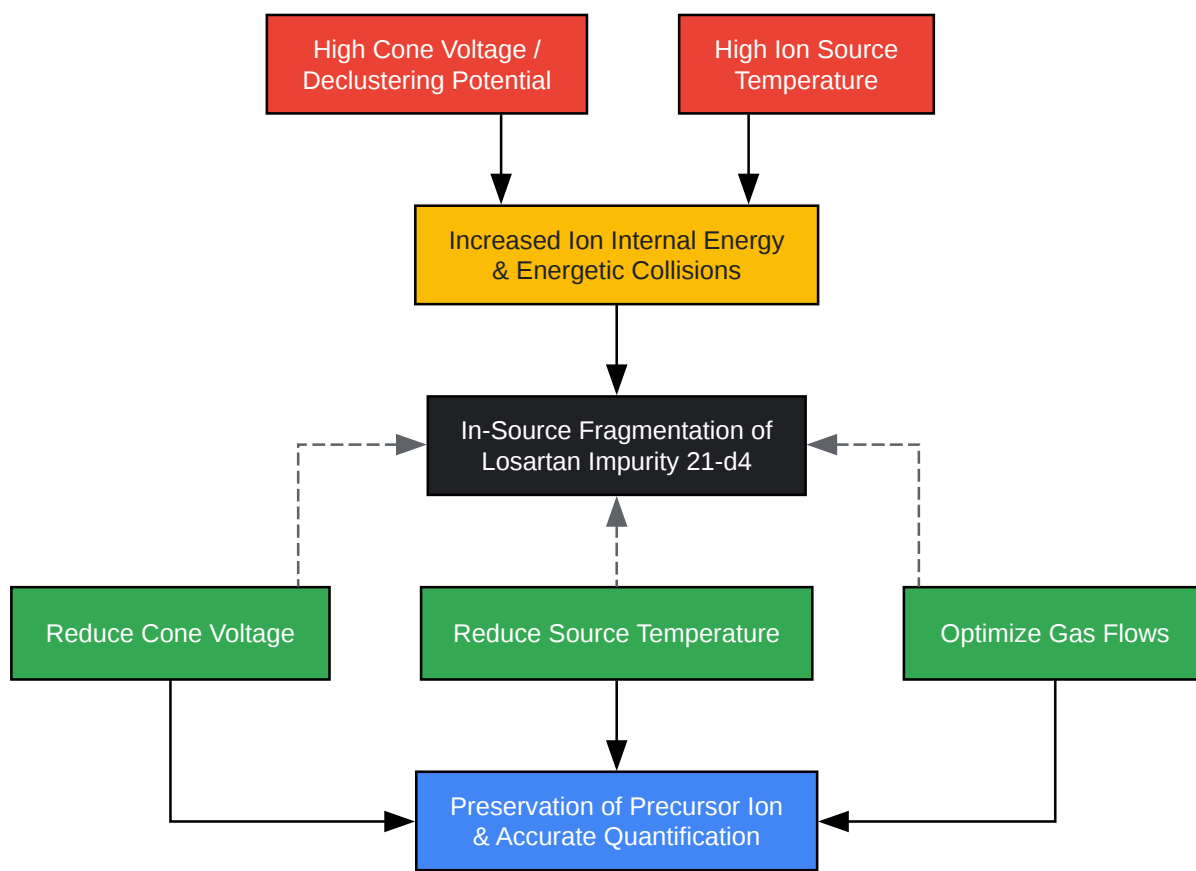 High Cone Voltage /
Declustering Potential
High Ion Source
Temperature
Increased Ion Internal Energy
& Energetic Collisions
In-Source Fragmentation of
Losartan Impurity 21-d4
Reduce Cone Voltage
Reduce Source Temperature
Optimize Gas Flows
Preservation of Precursor Ion
& Accurate Quantification